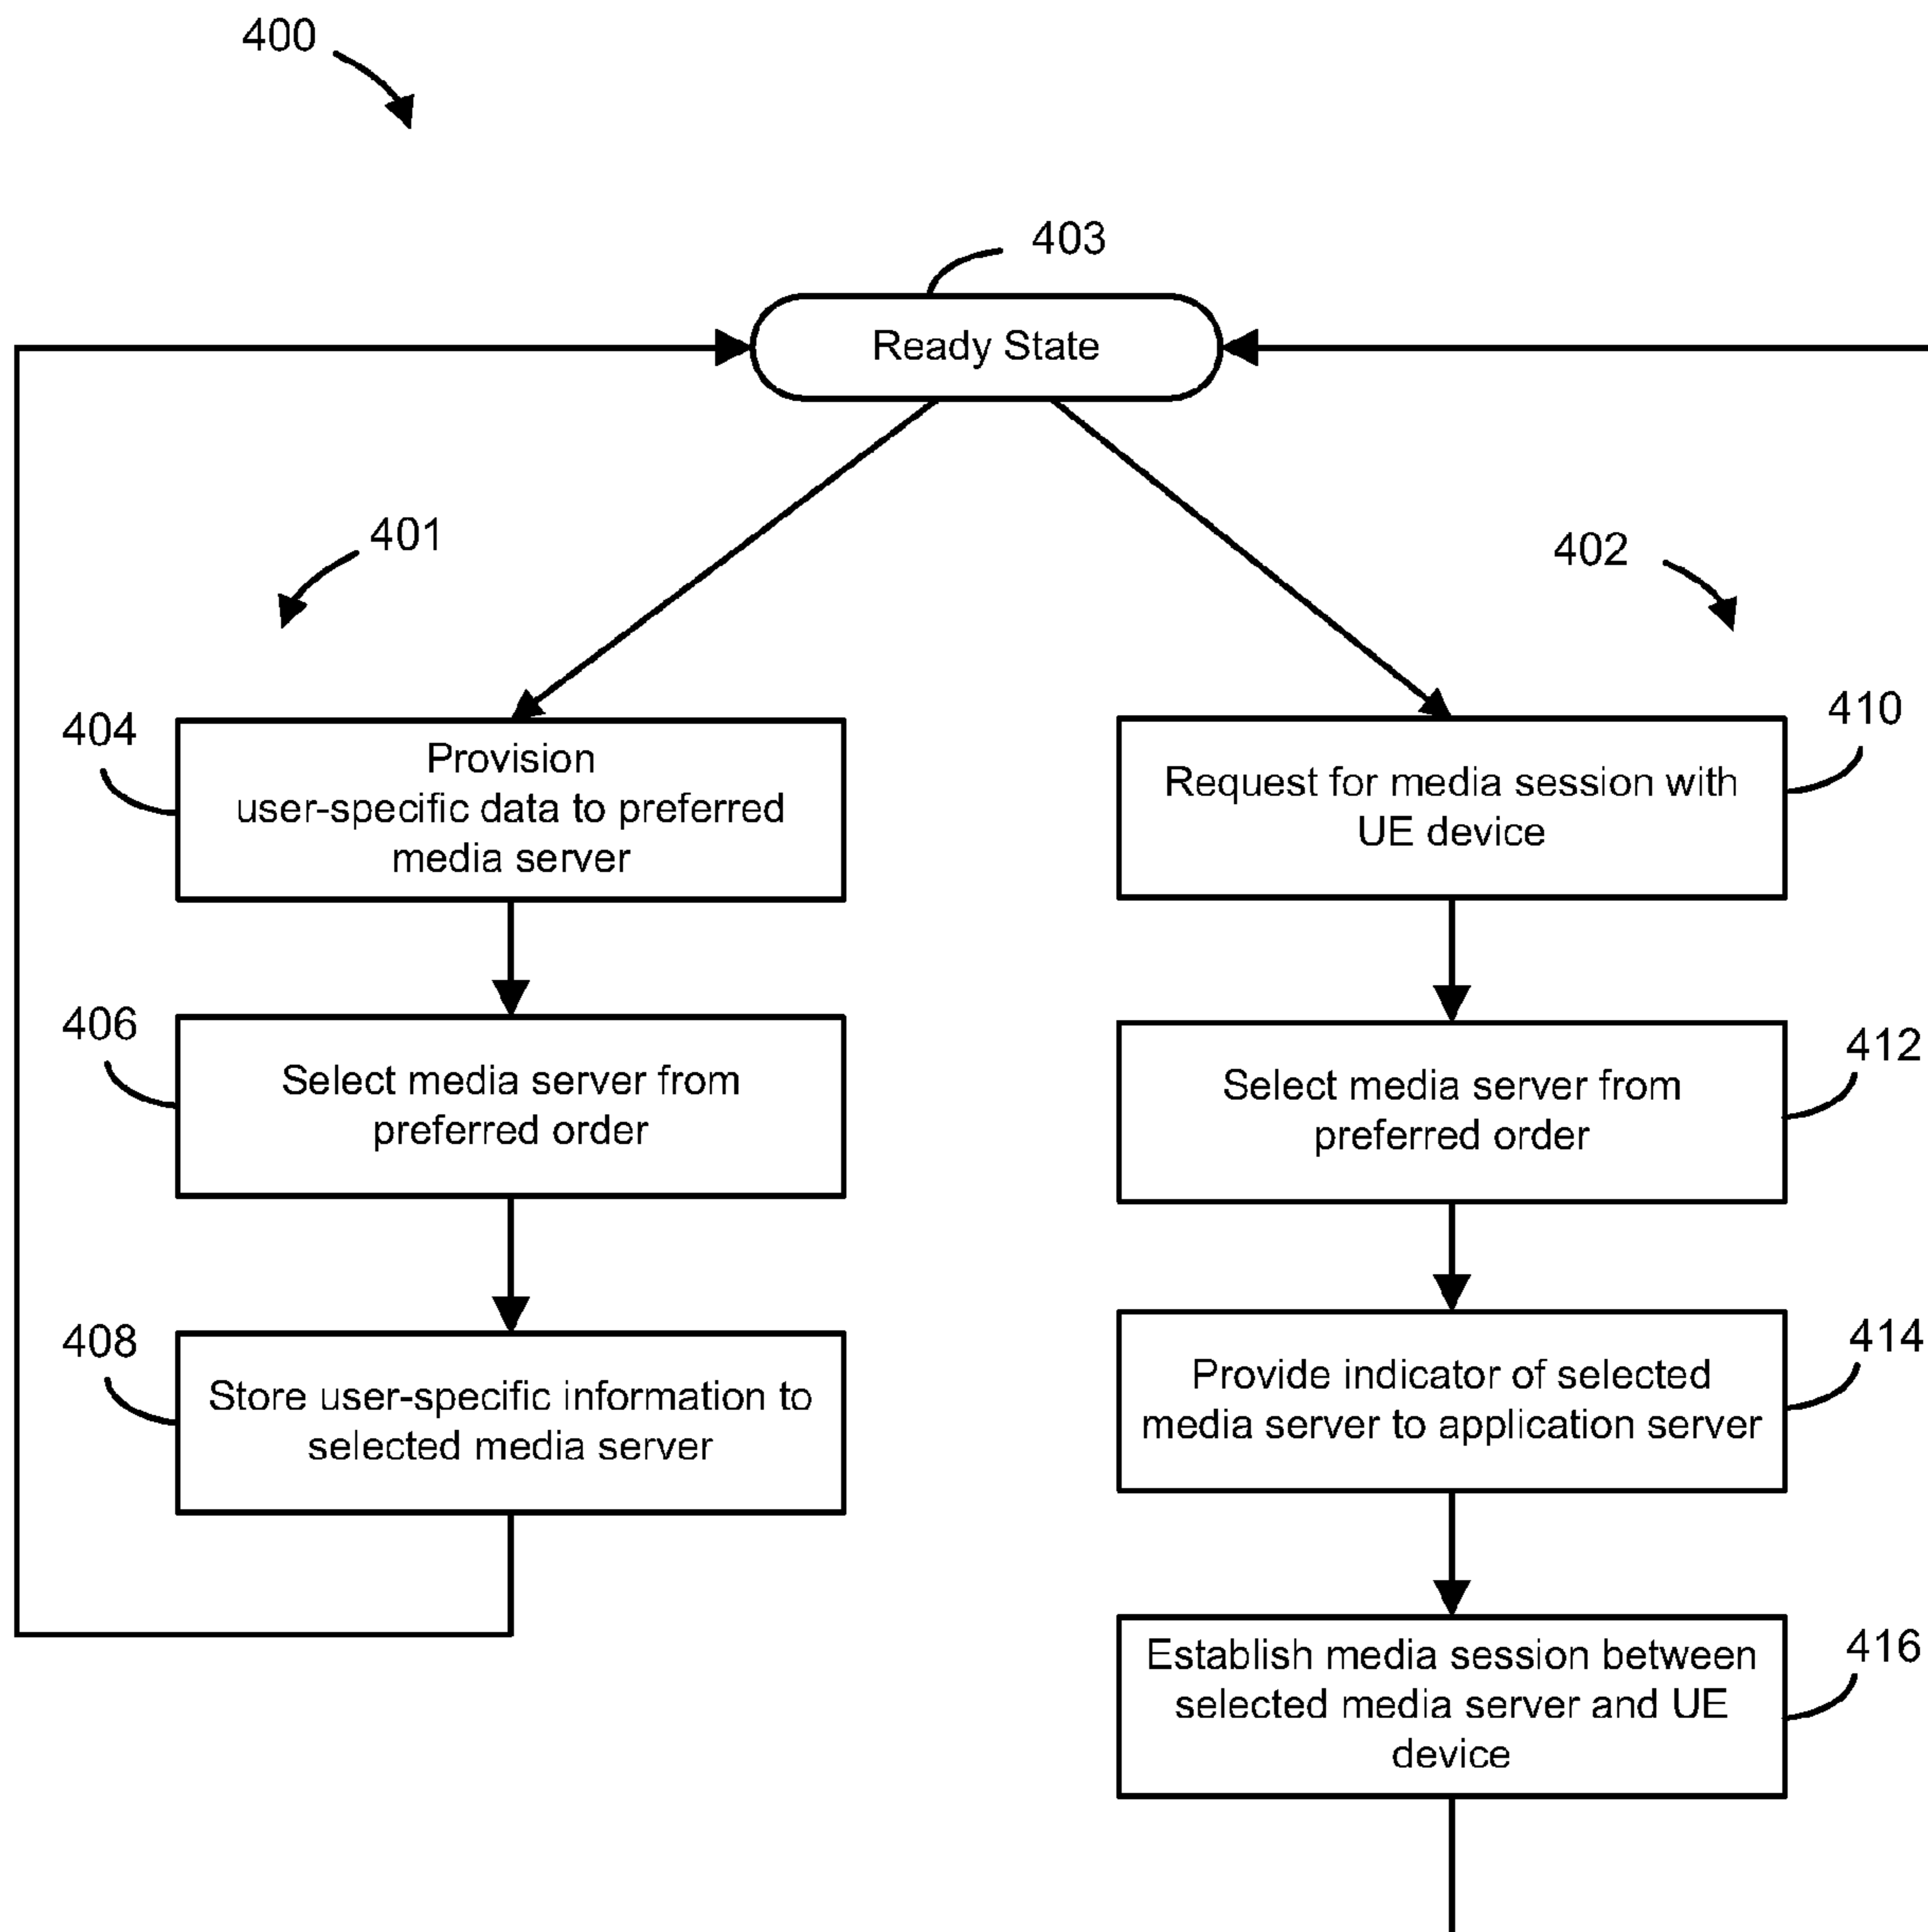 400
403
Ready State
401
402
404
Provision
user-specific data to preferred
media server
410
Request for media session with
UE device
406
Select media server from
preferred order
412
Select media server from
preferred order
408
Store user-specific information to
selected media server
414
Provide indicator of selected
media server to application server
416
Establish media session between
selected media server and UE
device